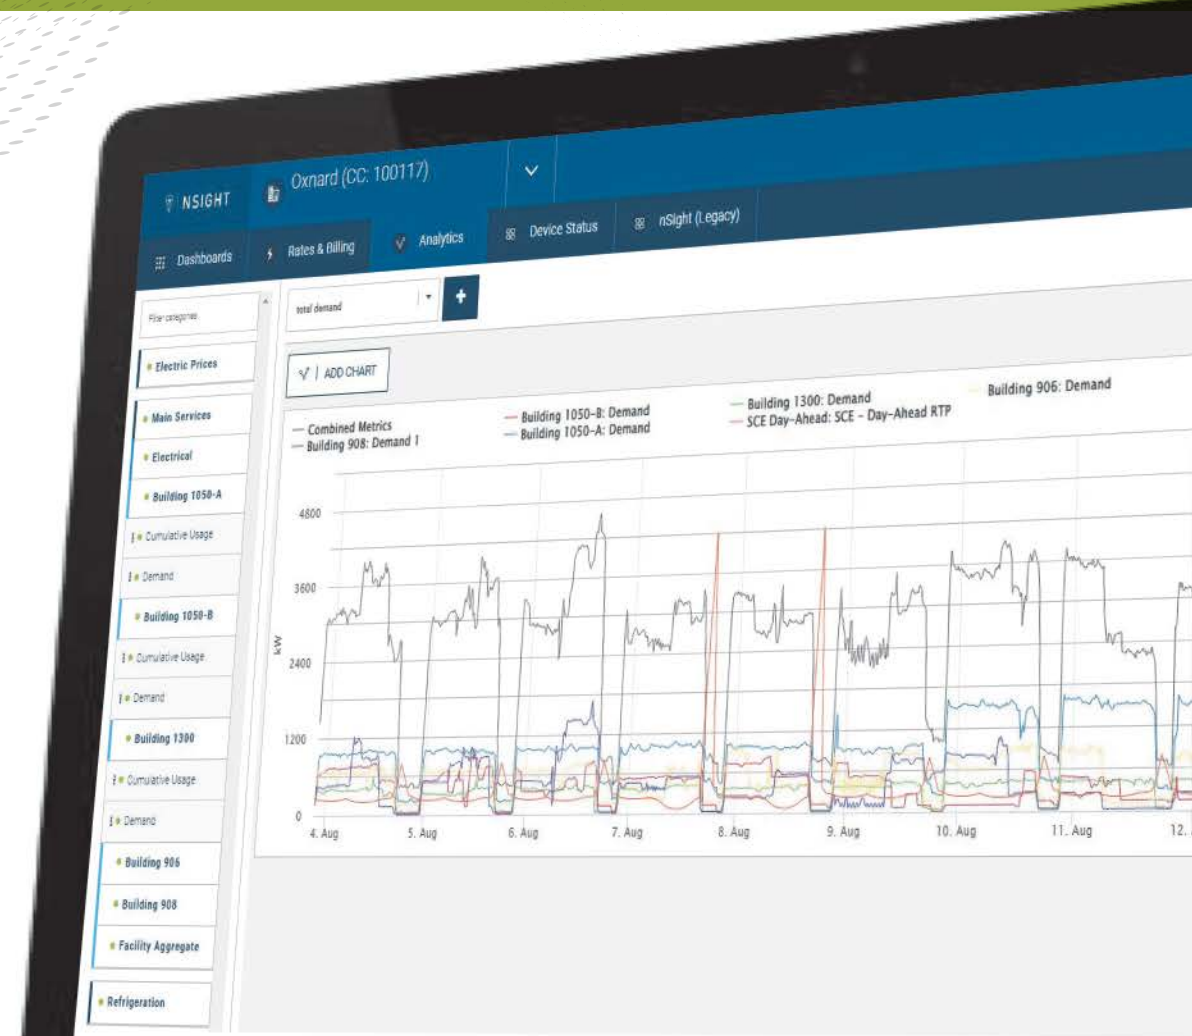 NSIGHT
Oxnard (CC: 100117)
Dashboards
Rates & Billing
Analytics
Device Status
nSight (Legacy)
Filter categories
total demand
+
Electric Prices
ADD CHART
Main Services
Electrical
Building 1050-A
Cumulative Usage
Demand
Building 1050-B
Cumulative Usage
Demand
Building 1300
Cumulative Usage
Demand
Building 906
Building 908
Facility Aggregate
Refrigeration
Combined Metrics
Building 1050-B: Demand
Building 1300: Demand
Building 906: Demand
Building 908: Demand 1
Building 1050-A: Demand
SCE Day-Ahead: SCE - Day-Ahead RTP
kW
4800
3600
2400
1200
0
4. Aug
5. Aug
6. Aug
7. Aug
8. Aug
9. Aug
10. Aug
11. Aug
12.